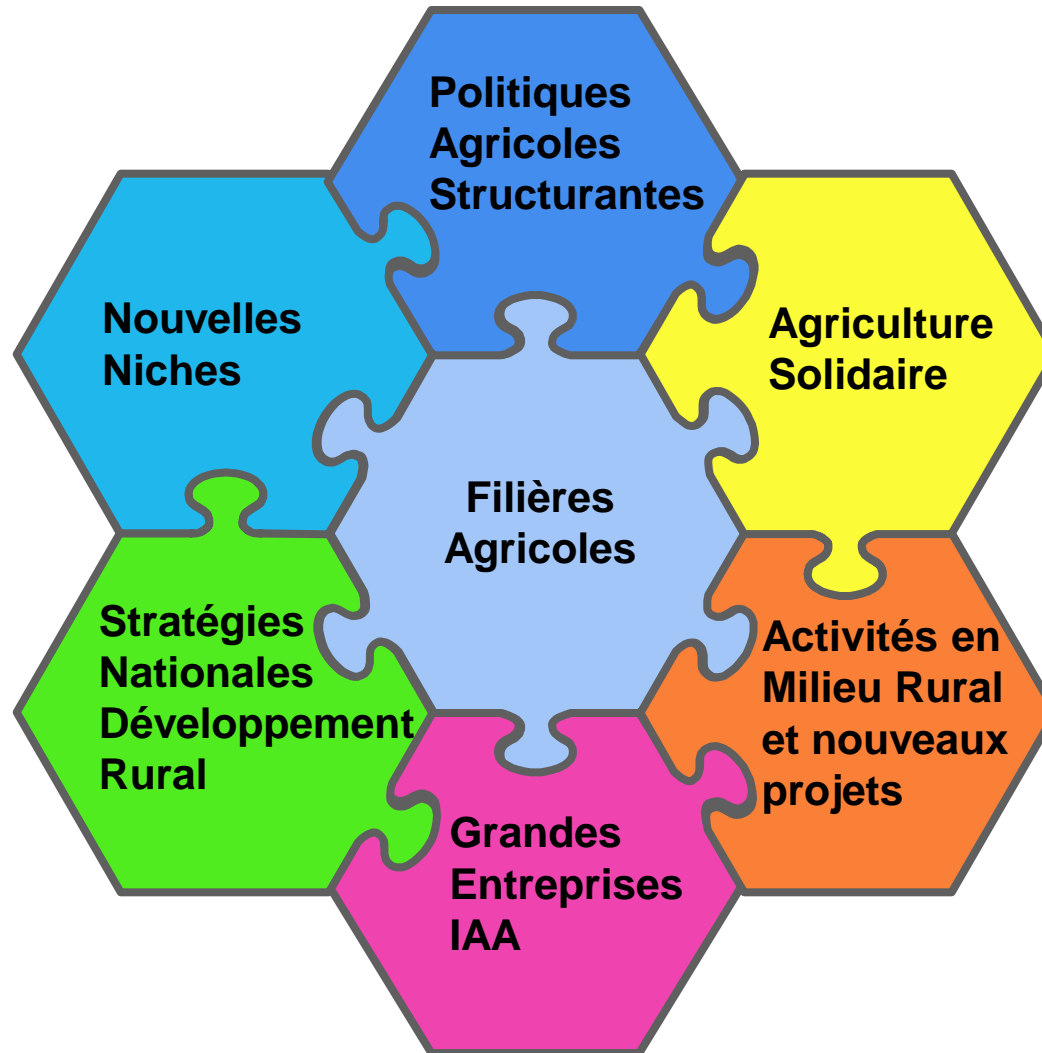 Politiques
Agricoles
Structurantes
Nouvelles
Niches
Agriculture
Solidaire
Filières
Agricoles
Stratégies
Nationales
Développement
Rural
Activités en
Milieu Rural
et nouveaux
projets
Grandes
Entreprises
IAA